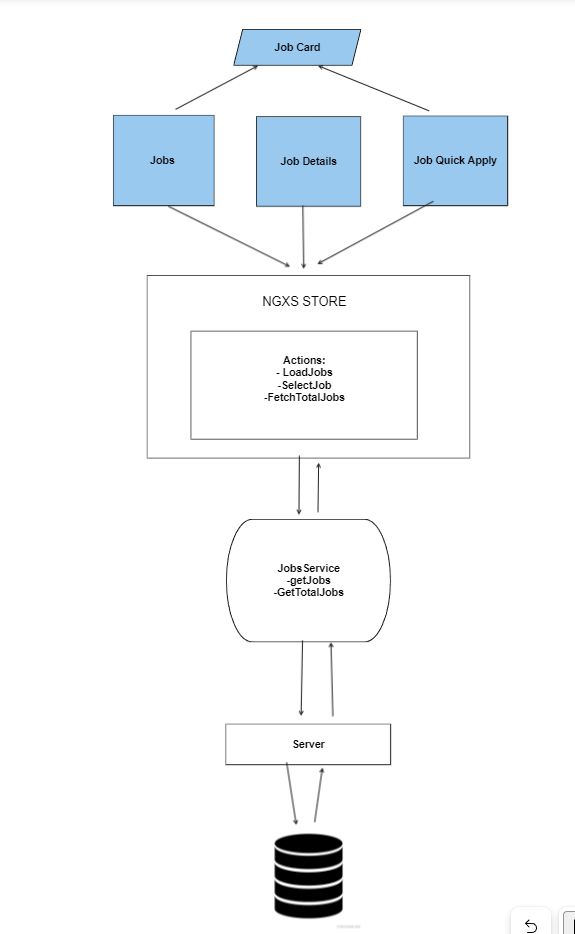 Job Card
Jobs
Job Details
Job Quick Apply
NGXS STORE
Actions:
- LoadJobs
-SelectJob
-FetchTotalJobs
JobsService
-getJobs
-GetTotalJobs
Server